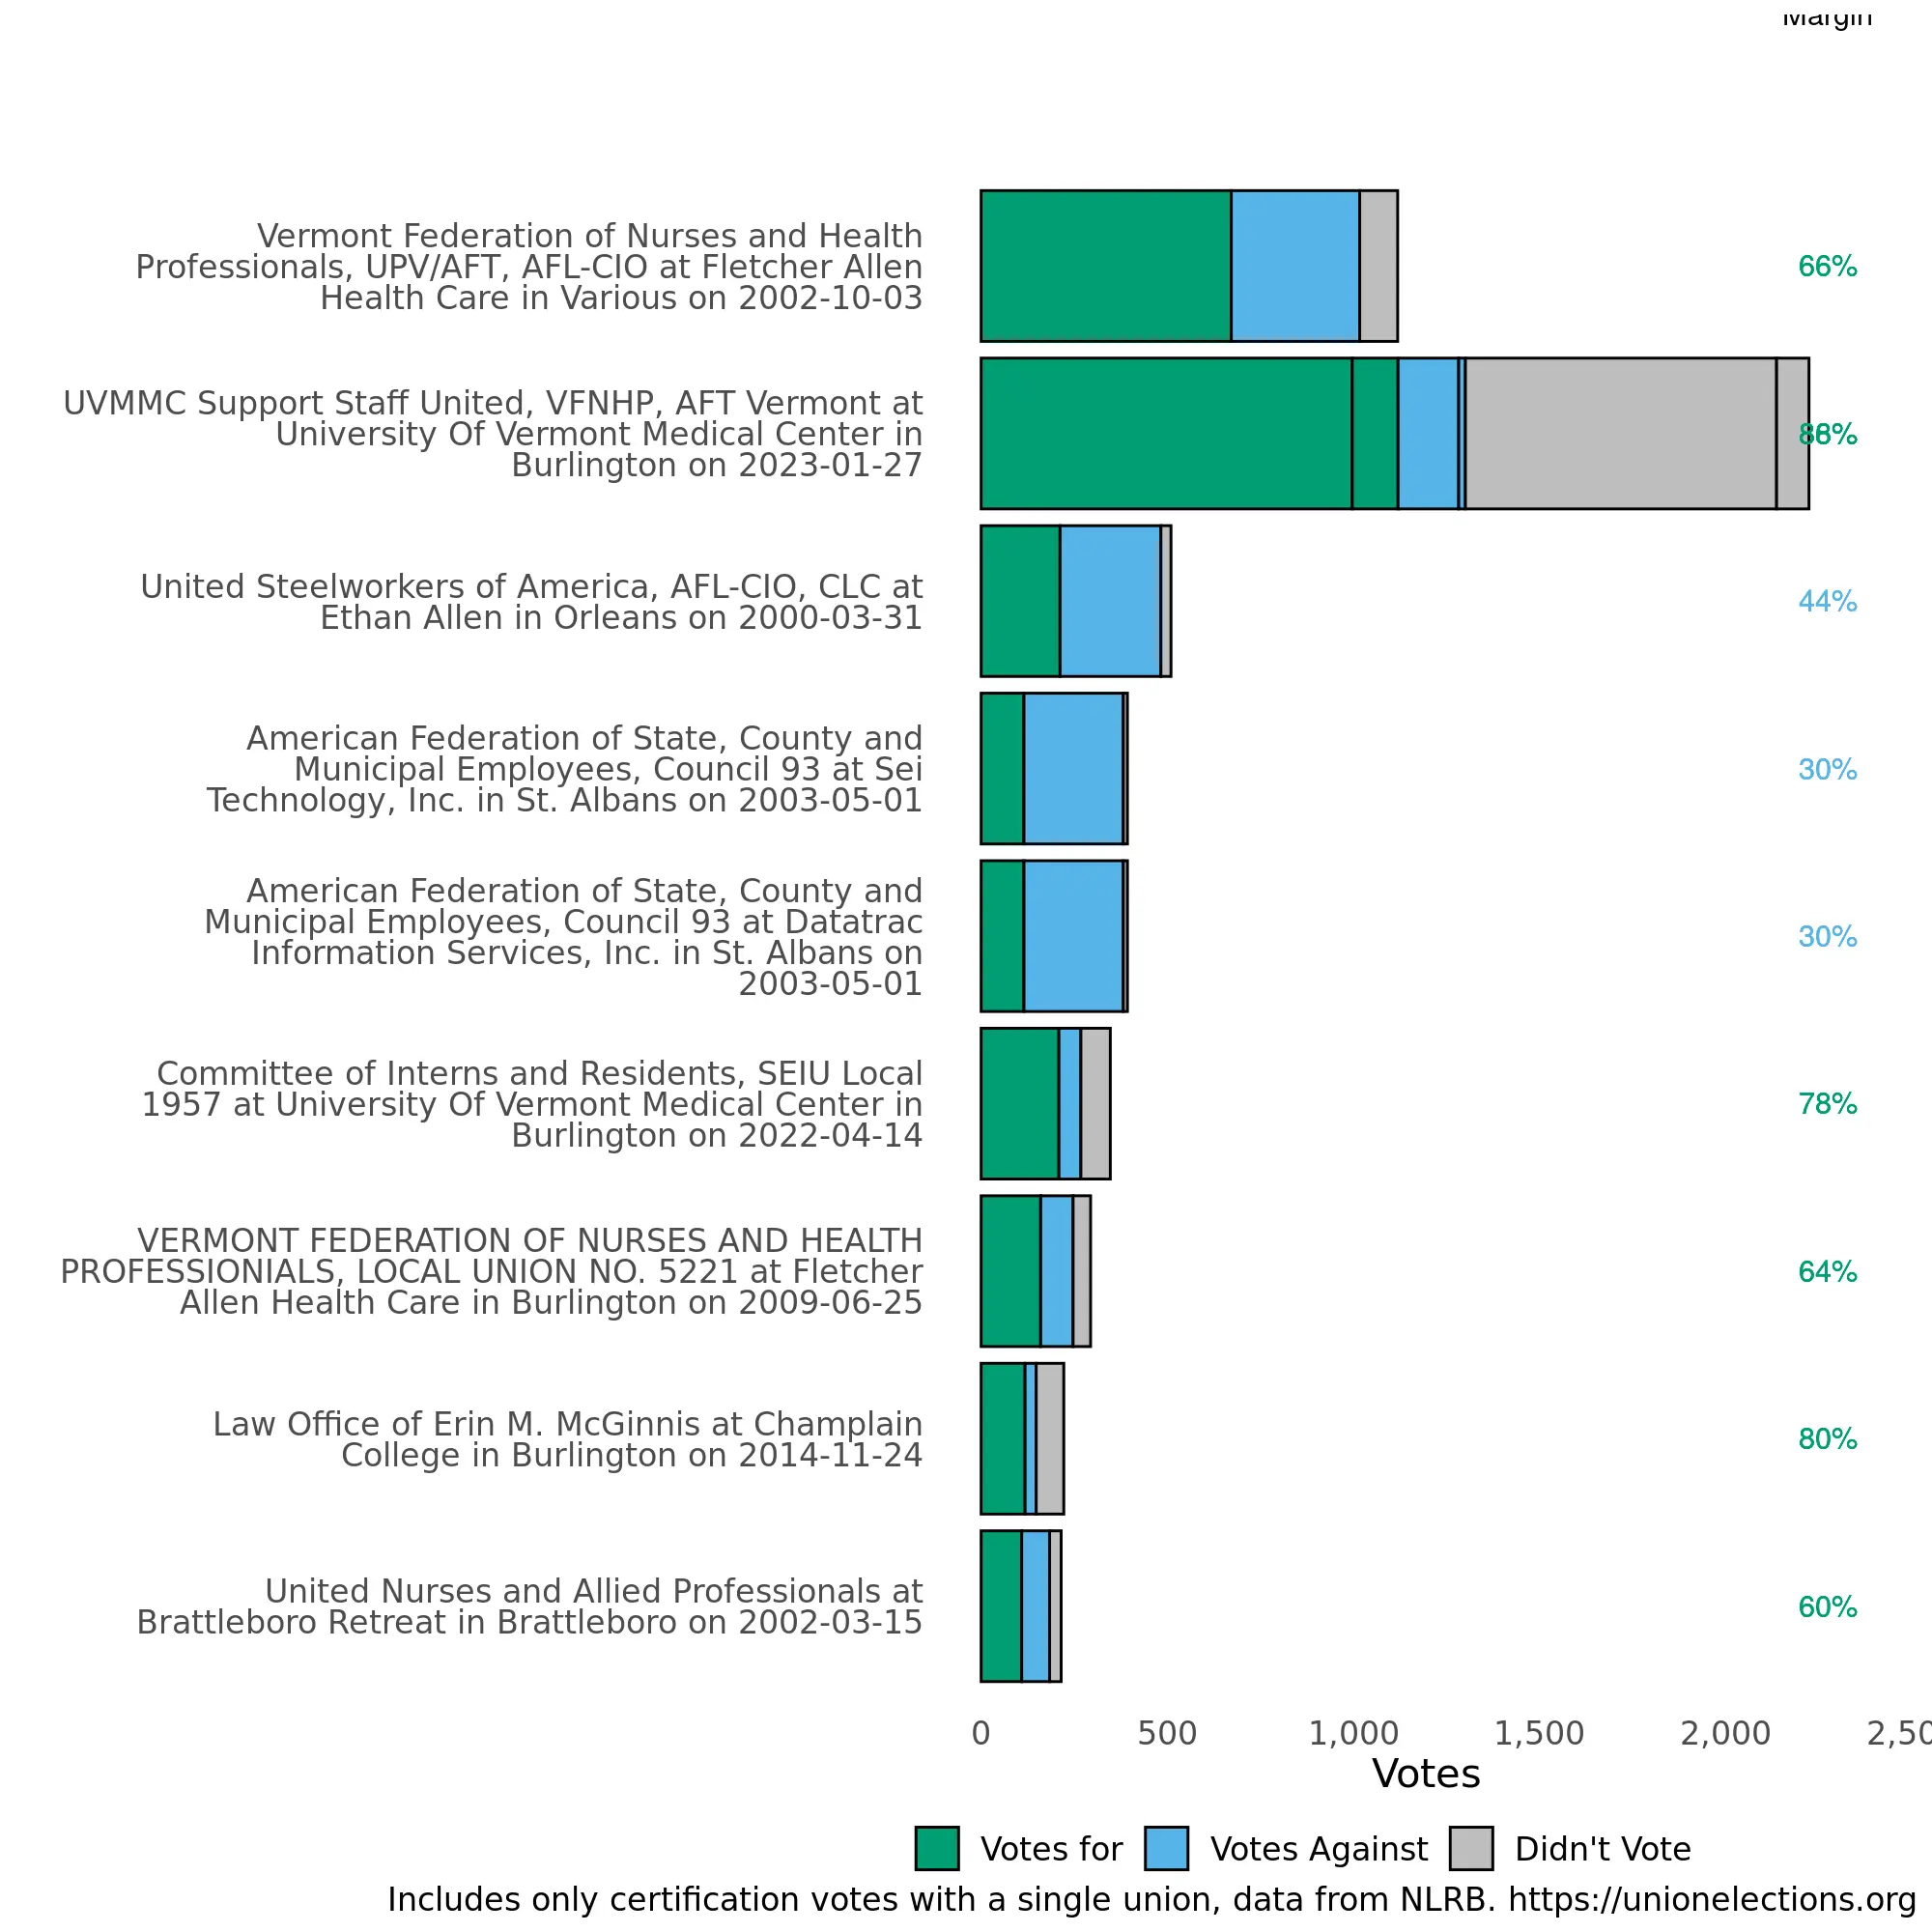 Margin
Vermont Federation of Nurses and Health
Professionals, UPV/AFT, AFL-CIO at Fletcher Allen
Health Care in Various on 2002-10-03
66%
UVMMC Support Staff United, VFNHP, AFT Vermont at
University Of Vermont Medical Center in
Burlington on 2023-01-27
United Steelworkers of America, AFL-CIO, CLC at
Ethan Allen in Orleans on 2000-03-31
44%
American Federation of State, County and
Municipal Employees, Council 93 at Sei
Technology, Inc. in St. Albans on 2003-05-01
30%
American Federation of State, County and
Municipal Employees, Council 93 at Datatrac
Information Services, Inc. in St. Albans on
2003-05-01
30%
Committee of Interns and Residents, SEIU Local
1957 at University Of Vermont Medical Center in
Burlington on 2022-04-14
78%
VERMONT FEDERATION OF NURSES AND HEALTH
PROFESSIONIALS, LOCAL UNION NO. 5221 at Fletcher
Allen Health Care in Burlington on 2009-06-25
64%
Law Office of Erin M. McGinnis at Champlain
College in Burlington on 2014-11-24
80%
United Nurses and Allied Professionals at
Brattleboro Retreat in Brattleboro on 2002-03-15
60%
0 500 1,000 1,500 2,000 2,50
Votes
Votes for Votes Against Didn't Vote
Includes only certification votes with a single union, data from NLRB. https://unionelections.org